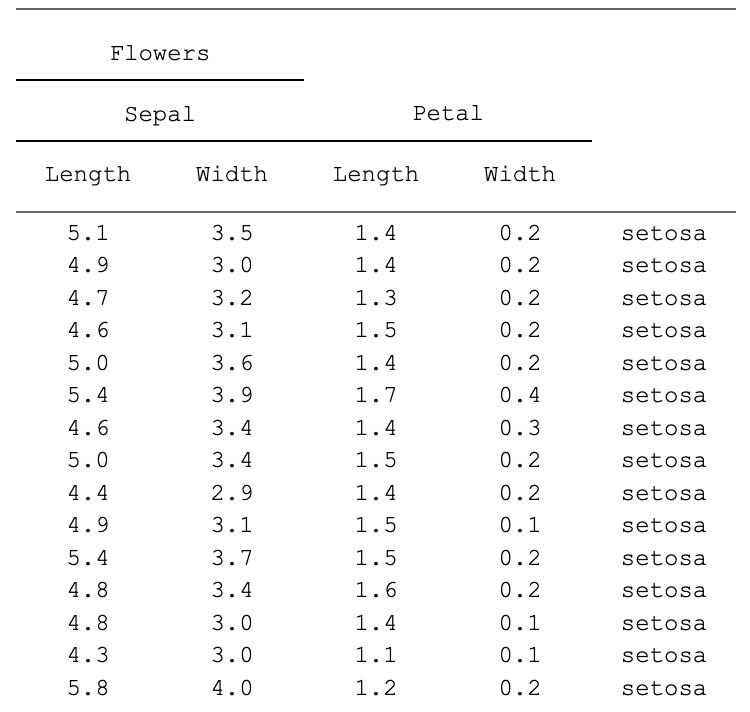 Flowers
Sepal Petal
Length Width Length Width
5.1 3.5 1.4 0.2 setosa
4.9 3.0 1.4 0.2 setosa
4.7 3.2 1.3 0.2 setosa
4.6 3.1 1.5 0.2 setosa
5.0 3.6 1.4 0.2 setosa
5.4 3.9 1.7 0.4 setosa
4.6 3.4 1.4 0.3 setosa
5.0 3.4 1.5 0.2 setosa
4.4 2.9 1.4 0.2 setosa
4.9 3.1 1.5 0.1 setosa
5.4 3.7 1.5 0.2 setosa
4.8 3.4 1.6 0.2 setosa
4.8 3.0 1.4 0.1 setosa
4.3 3.0 1.1 0.1 setosa
5.8 4.0 1.2 0.2 setosa